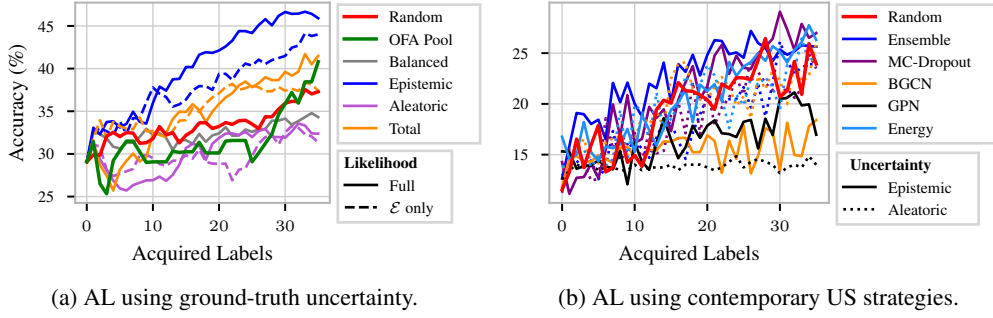 Accuracy (%)
45
40
35
30
25
0
10
20
30
Acquired Labels
Random
OFA Pool
Balanced
Epistemic
Aleatoric
Total
Likelihood
Full
ℰ only
(a) AL using ground-truth uncertainty.
25
20
15
0
10
20
30
Acquired Labels
Random
Ensemble
MC-Dropout
BGCN
GPN
Energy
Uncertainty
Epistemic
Aleatoric
(b) AL using contemporary US strategies.